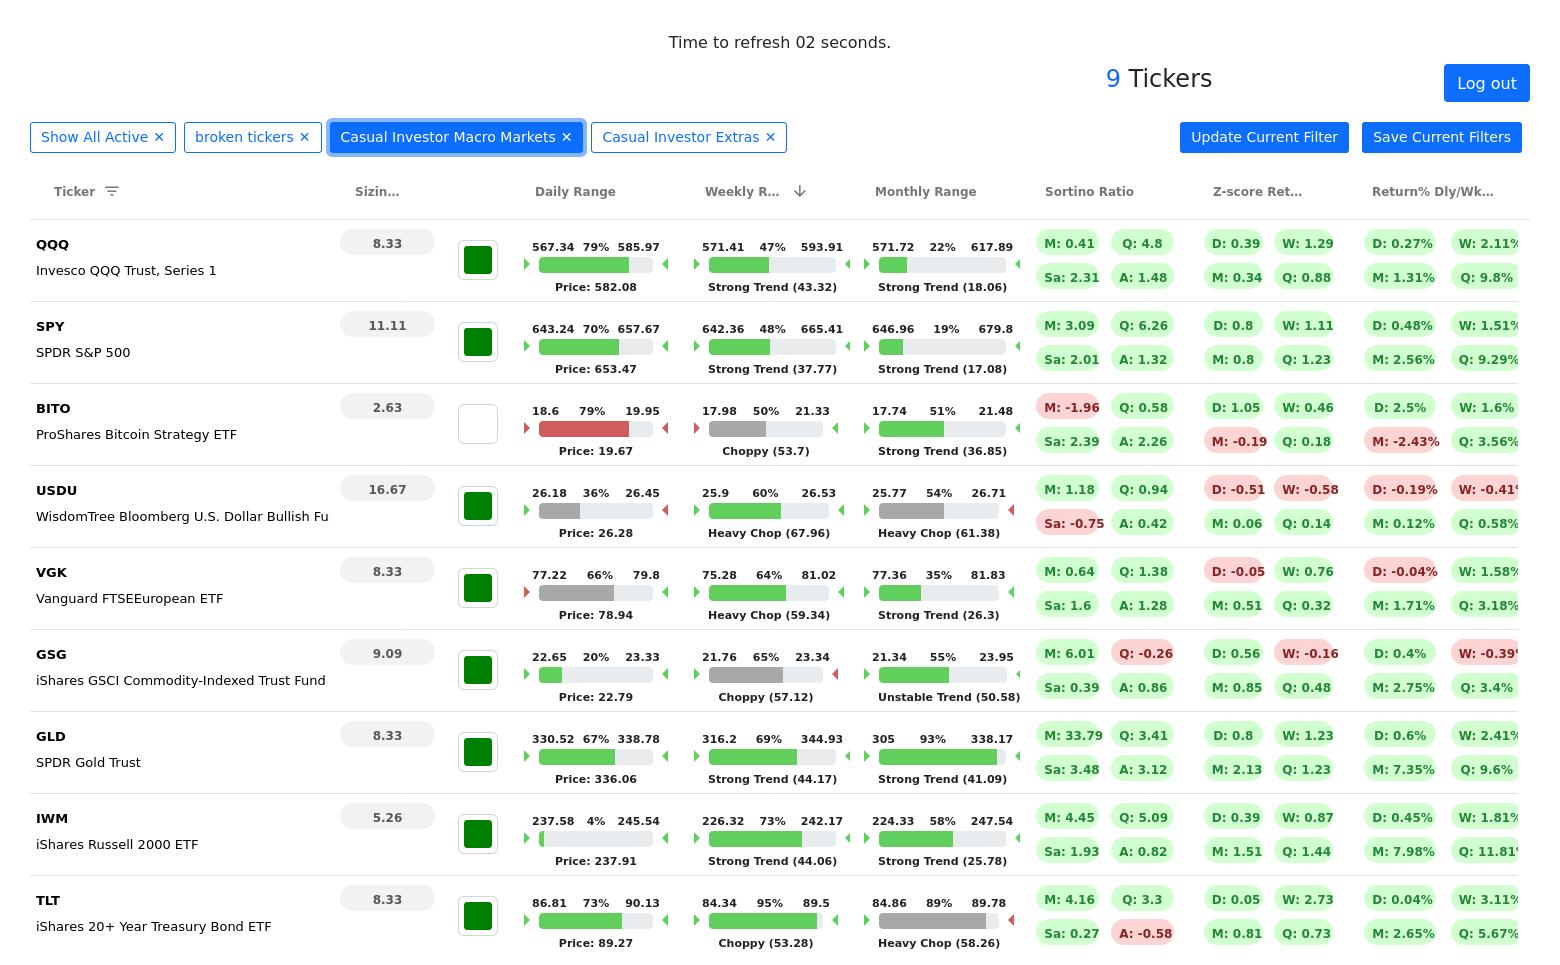 Time to refresh 02 seconds.
9 Tickers
Log out
Show All Active ✕ broken tickers ✕ Casual Investor Macro Markets ✕ Casual Investor Extras ✕ Update Current Filter Save Current Filters
Ticker Sizin… Daily Range Weekly R… Monthly Range Sortino Ratio Z-score Ret… Return% Dly/Wk…
QQQ 8.33 567.34 79% 585.97 571.41 47% 593.91 571.72 22% 617.89 M: 0.41 Q: 4.8 D: 0.39 W: 1.29 D: 0.27% W: 2.11%
Invesco QQQ Trust, Series 1 Price: 582.08 Strong Trend (43.32) Strong Trend (18.06) Sa: 2.31 A: 1.48 M: 0.34 Q: 0.88 M: 1.31% Q: 9.8%
SPY 11.11 643.24 70% 657.67 642.36 48% 665.41 646.96 19% 679.8 M: 3.09 Q: 6.26 D: 0.8 W: 1.11 D: 0.48% W: 1.51%
SPDR S&P 500 Price: 653.47 Strong Trend (37.77) Strong Trend (17.08) Sa: 2.01 A: 1.32 M: 0.8 Q: 1.23 M: 2.56% Q: 9.29%
BITO 2.63 18.6 79% 19.95 17.98 50% 21.33 17.74 51% 21.48 M: -1.96 Q: 0.58 D: 1.05 W: 0.46 D: 2.5% W: 1.6%
ProShares Bitcoin Strategy ETF Price: 19.67 Choppy (53.7) Strong Trend (36.85) Sa: 2.39 A: 2.26 M: -0.19 Q: 0.18 M: -2.43% Q: 3.56%
USDU 16.67 26.18 36% 26.45 25.9 60% 26.53 25.77 54% 26.71 M: 1.18 Q: 0.94 D: -0.51 W: -0.58 D: -0.19% W: -0.41%
WisdomTree Bloomberg U.S. Dollar Bullish Fu Price: 26.28 Heavy Chop (67.96) Heavy Chop (61.38) Sa: -0.75 A: 0.42 M: 0.06 Q: 0.14 M: 0.12% Q: 0.58%
VGK 8.33 77.22 66% 79.8 75.28 64% 81.02 77.36 35% 81.83 M: 0.64 Q: 1.38 D: -0.05 W: 0.76 D: -0.04% W: 1.58%
Vanguard FTSEEuropean ETF Price: 78.94 Heavy Chop (59.34) Strong Trend (26.3) Sa: 1.6 A: 1.28 M: 0.51 Q: 0.32 M: 1.71% Q: 3.18%
GSG 9.09 22.65 20% 23.33 21.76 65% 23.34 21.34 55% 23.95 M: 6.01 Q: -0.26 D: 0.56 W: -0.16 D: 0.4% W: -0.39%
iShares GSCI Commodity-Indexed Trust Fund Price: 22.79 Choppy (57.12) Unstable Trend (50.58) Sa: 0.39 A: 0.86 M: 0.85 Q: 0.48 M: 2.75% Q: 3.4%
GLD 8.33 330.52 67% 338.78 316.2 69% 344.93 305 93% 338.17 M: 33.79 Q: 3.41 D: 0.8 W: 1.23 D: 0.6% W: 2.41%
SPDR Gold Trust Price: 336.06 Strong Trend (44.17) Strong Trend (41.09) Sa: 3.48 A: 3.12 M: 2.13 Q: 1.23 M: 7.35% Q: 9.6%
IWM 5.26 237.58 4% 245.54 226.32 73% 242.17 224.33 58% 247.54 M: 4.45 Q: 5.09 D: 0.39 W: 0.87 D: 0.45% W: 1.81%
iShares Russell 2000 ETF Price: 237.91 Strong Trend (44.06) Strong Trend (25.78) Sa: 1.93 A: 0.82 M: 1.51 Q: 1.44 M: 7.98% Q: 11.81%
TLT 8.33 86.81 73% 90.13 84.34 95% 89.5 84.86 89% 89.78 M: 4.16 Q: 3.3 D: 0.05 W: 2.73 D: 0.04% W: 3.11%
iShares 20+ Year Treasury Bond ETF Price: 89.27 Choppy (53.28) Heavy Chop (58.26) Sa: 0.27 A: -0.58 M: 0.81 Q: 0.73 M: 2.65% Q: 5.67%